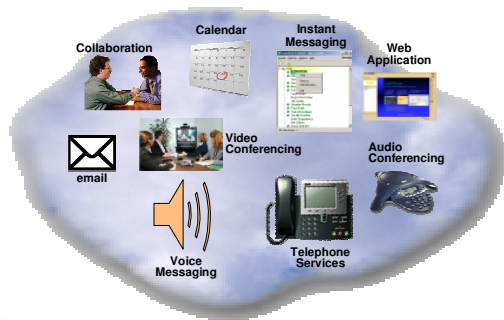 Calendar
Instant
Messaging
Collaboration
Web
Application
Video
Conferencing
Audio
Conferencing
email
Voice
Messaging
Telephone
Services